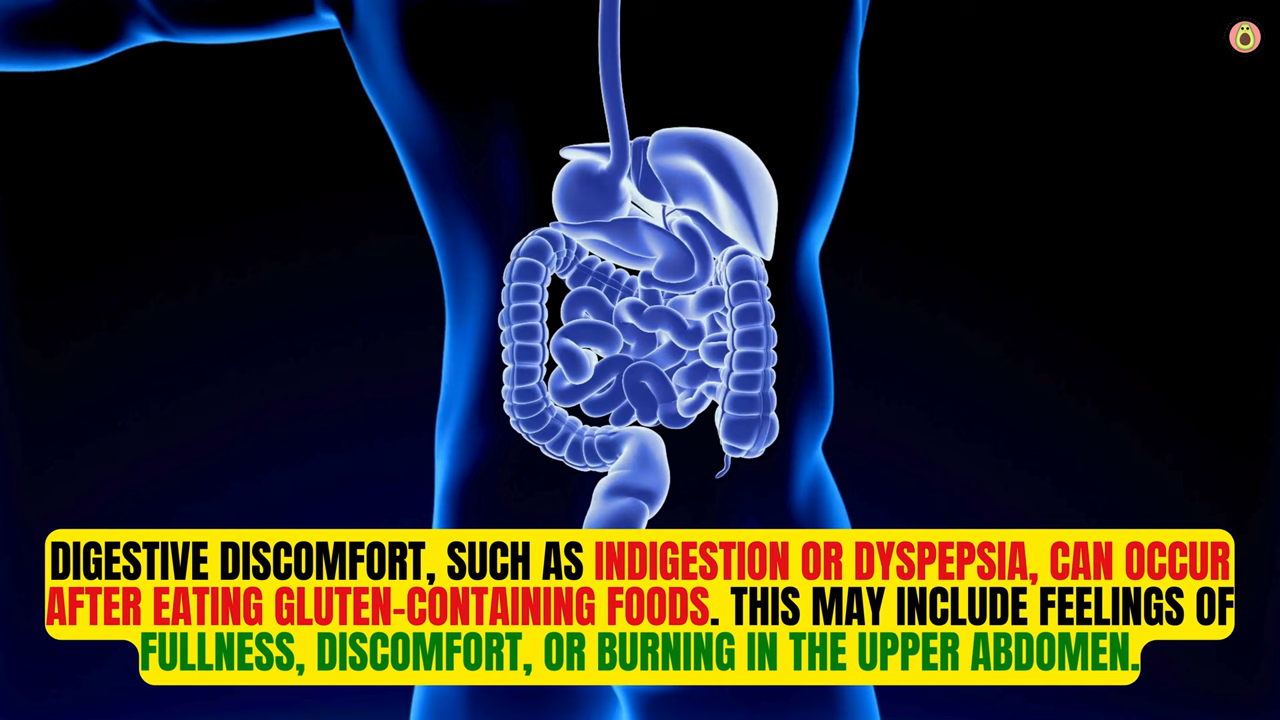 DIGESTIVE DISCOMFORT, SUCH AS INDIGESTION OR DYSPEPSIA, CAN OCCUR
AFTER EATING GLUTEN-CONTAINING FOODS. THIS MAY INCLUDE FEELINGS OF
FULLNESS, DISCOMFORT, OR BURNING IN THE UPPER ABDOMEN.